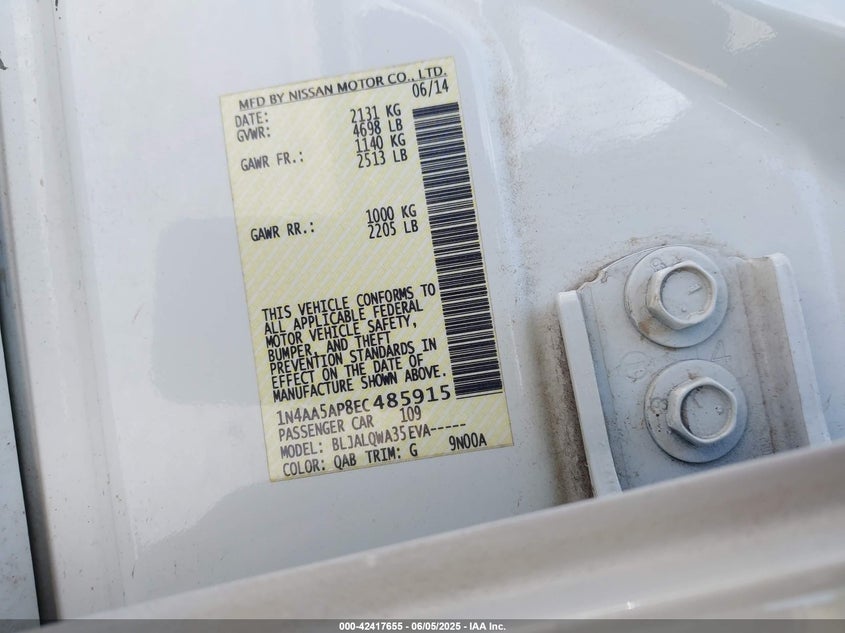 MFD BY NISSAN MOTOR CO., LTD.
DATE: 06/14
GVWR: 2131 KG
4698 LB
GAWR FR.: 1140 KG
2513 LB
GAWR RR.: 1000 KG
2205 LB
THIS VEHICLE CONFORMS TO
ALL APPLICABLE FEDERAL
MOTOR VEHICLE SAFETY,
BUMPER, AND THEFT
PREVENTION STANDARDS IN
EFFECT ON THE DATE OF
MANUFACTURE SHOWN ABOVE.
1N4AA5AP8EC485915
PASSENGER CAR 109
MODEL: BLJALQWA35EVA-----
COLOR: QAB TRIM: G 9N00A
000-42417655 - 06/05/2025 - IAA Inc.